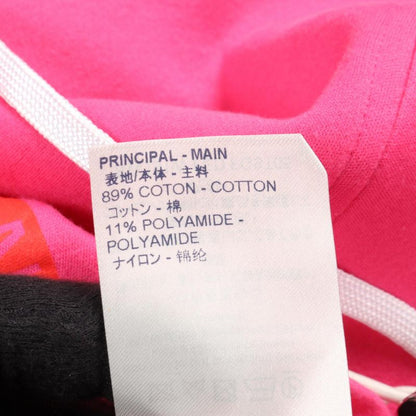 PRINCIPAL - MAIN
表地/本体 - 主料
89% COTON - COTTON
コットン - 棉
11% POLYAMIDE -
POLYAMIDE
ナイロン - 锦纶